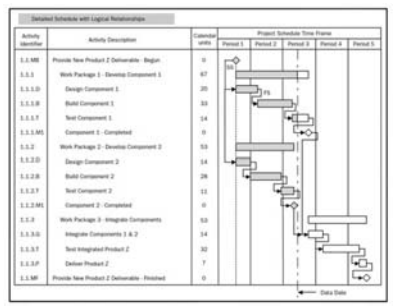 Detailed Schedule with Logical Relationships
Activity Identifier Activity Description Calendar units Project Schedule Time Frame
Period 1 Period 2 Period 3 Period 4 Period 5
1.1.MB Provide New Product Z Deliverable - Begun 0
SS
1.1.1 Work Package 1 - Develop Component 1 67
1.1.1.D Design Component 1 20
FS
1.1.1.B Build Component 1 33
1.1.1.T Test Component 1 14
1.1.1.M1 Component 1 - Completed 0
1.1.2 Work Package 2 - Develop Component 2 53
1.1.2.D Design Component 2 14
1.1.2.B Build Component 2 28
1.1.2.T Test Component 2 11
1.1.2.M1 Component 2 - Completed 0
1.1.3 Work Package 3 - Integrate Components 53
1.1.3.G Integrate Components 1 & 2 14
1.1.3.T Test Integrated Product Z 32
1.1.3.P Deliver Product Z 7
1.1.MF Provide New Product Z Deliverable - Finished 0
Data Date